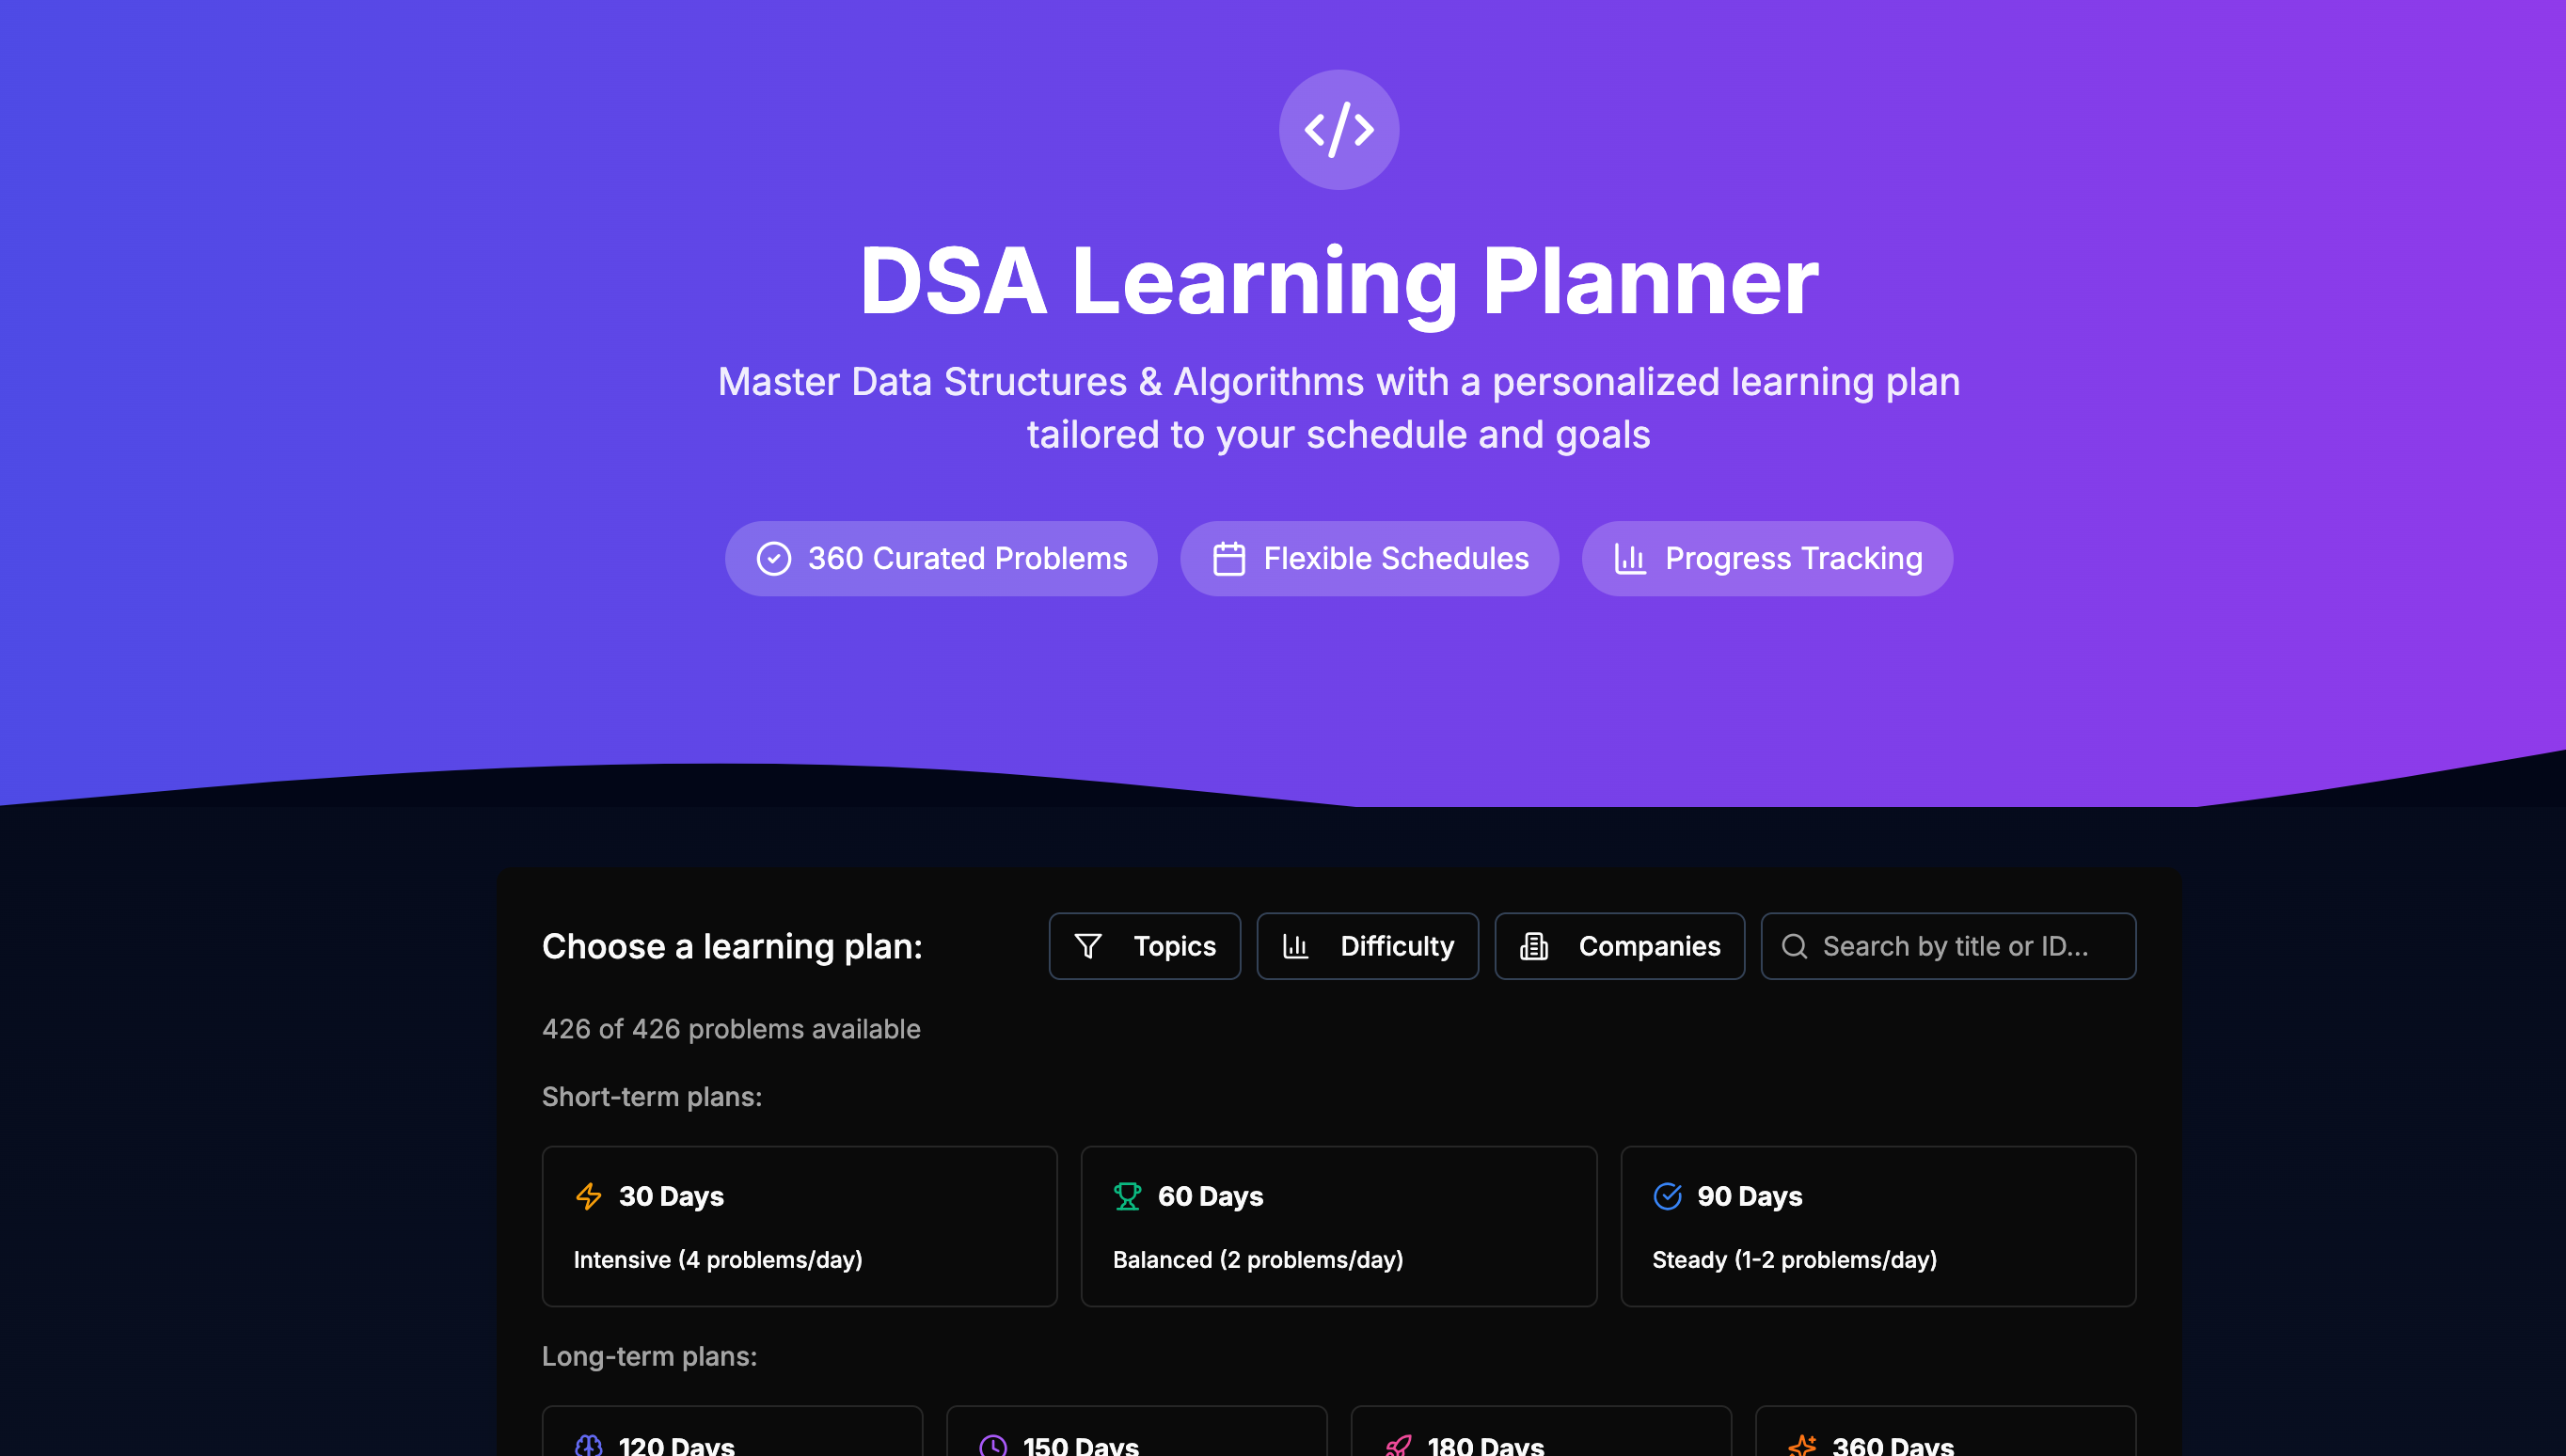 DSA Learning Planner
Master Data Structures & Algorithms with a personalized learning plan
tailored to your schedule and goals
360 Curated Problems
Flexible Schedules
Progress Tracking
Choose a learning plan:
Topics
Difficulty
Companies
Search by title or ID...
426 of 426 problems available
Short-term plans:
30 Days
Intensive (4 problems/day)
60 Days
Balanced (2 problems/day)
90 Days
Steady (1-2 problems/day)
Long-term plans:
120 Days
150 Days
180 Days
360 Days